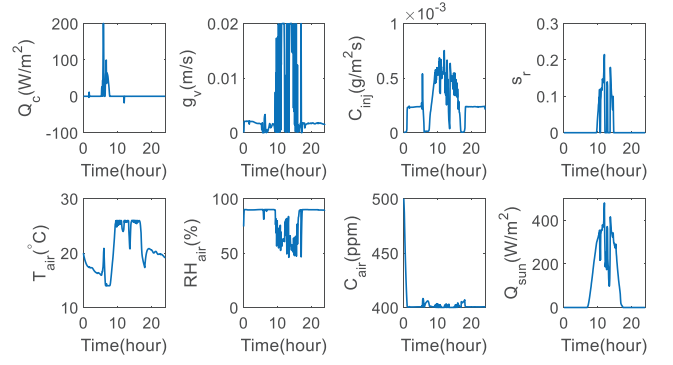 Q_c(W/m²)
200
100
0
-100
0 20
Time(hour)
g_v(m/s)
0.02
0.01
0
0 20
Time(hour)
C_inj(g/m²s)
×10⁻³
1
0.5
0
0 20
Time(hour)
s_r
0.3
0.2
0.1
0
0 20
Time(hour)
T_air(°C)
30
20
10
0 10 20
Time(hour)
RH_air(%)
100
50
0
0 10 20
Time(hour)
C_air(ppm)
500
450
400
0 10 20
Time(hour)
Q_sun(W/m²)
400
200
0
0 10 20
Time(hour)